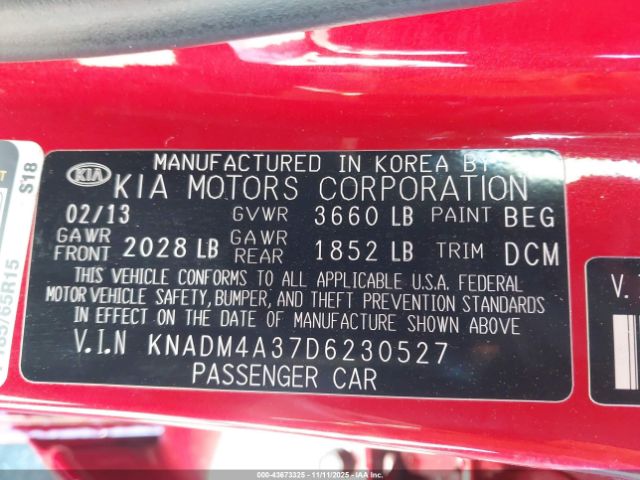 MANUFACTURED IN KOREA BY
KIA KIA MOTORS CORPORATION
02/13 GVWR 3660 LB PAINT BEG
GAWR FRONT 2028 LB GAWR REAR 1852 LB TRIM DCM
THIS VEHICLE CONFORMS TO ALL APPLICABLE U.S.A. FEDERAL
MOTOR VEHICLE SAFETY, BUMPER, AND THEFT PREVENTION STANDARDS
IN EFFECT ON THE DATE OF MANUFACTURE SHOWN ABOVE
V.I.N KNADM4A37D6230527
PASSENGER CAR
S18
V.
© 000-43673325 - 11/11/2025 - IAAI.COM